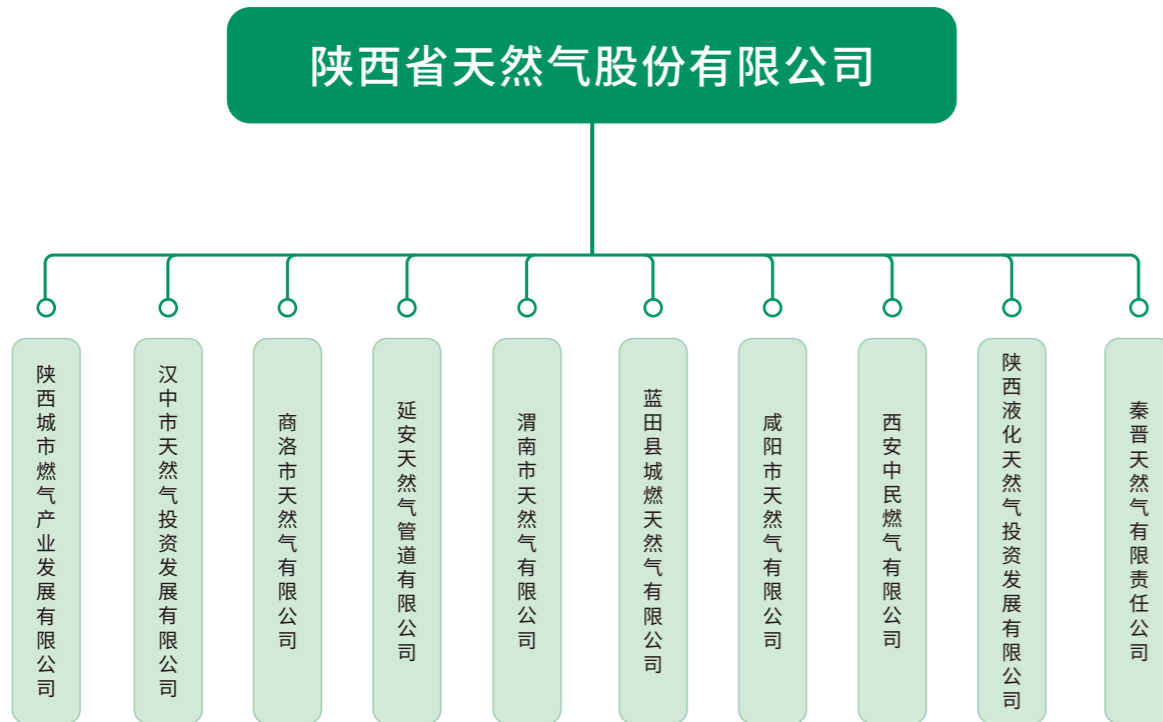 陕西省天然气股份有限公司
陕西城市燃气产业发展有限公司
汉中市天然气投资发展有限公司
商洛市天然气有限公司
延安天然气管道有限公司
渭南市天然气有限公司
蓝田县城燃天然气有限公司
咸阳市天然气有限公司
西安中民燃气有限公司
陕西液化天然气投资发展有限公司
秦晋天然气有限责任公司